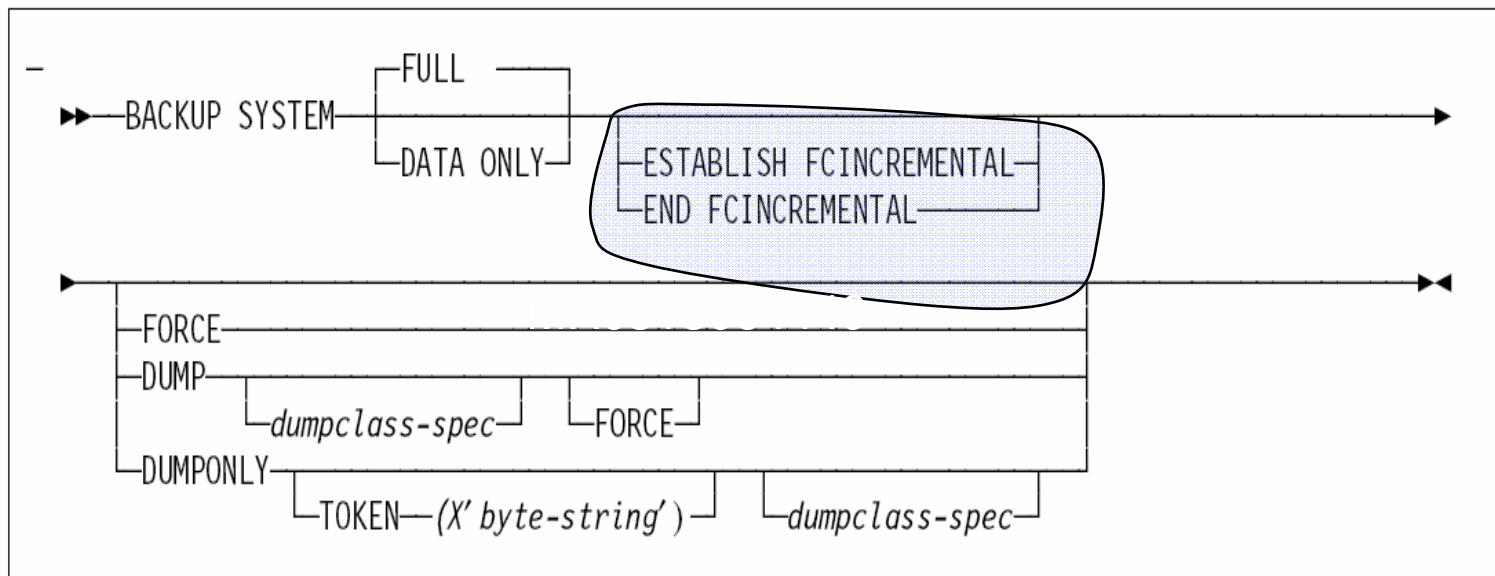 FULL
BACKUP SYSTEM
DATA ONLY
ESTABLISH FCINCREMENTAL
END FCINCREMENTAL
FORCE
DUMP
dumpclass-spec FORCE
DUMPONLY
TOKEN (X'byte-string') dumpclass-spec